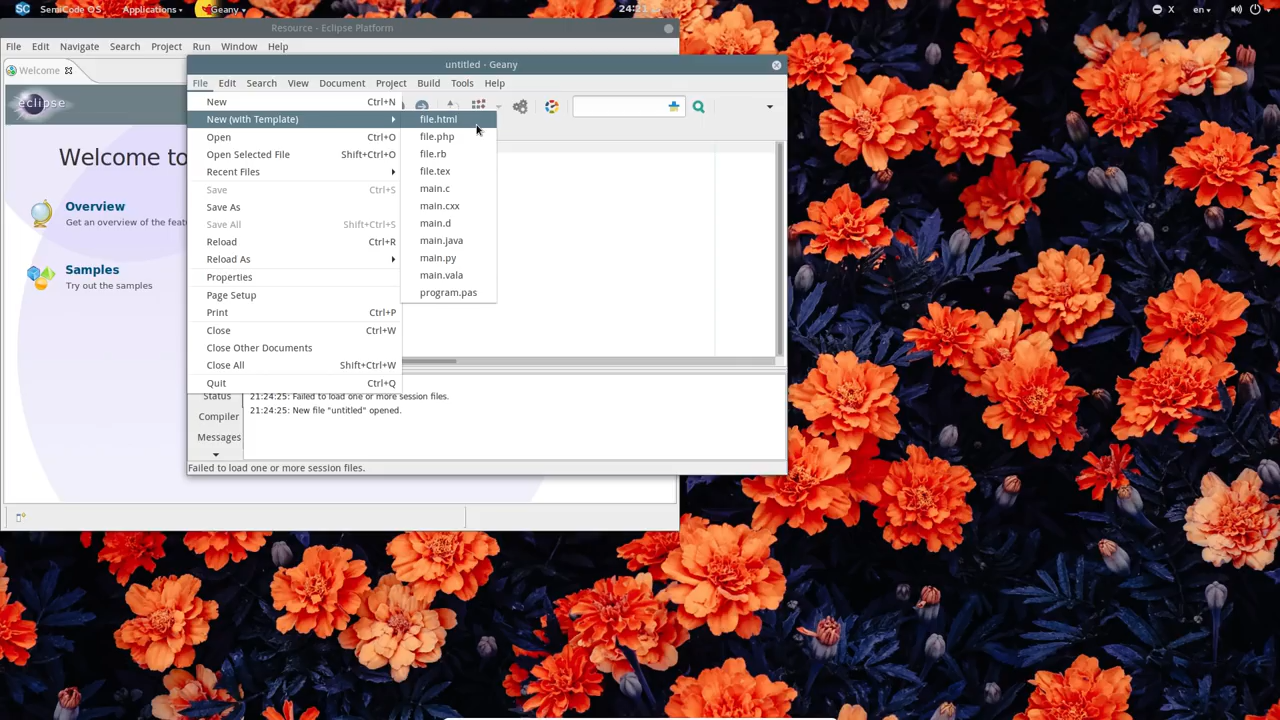 SC SemiCode OS Applications Geany 24:21 X en
Resource - Eclipse Platform
File Edit Navigate Search Project Run Window Help
Welcome
eclipse
Welcome to
Overview
Get an overview of the featu
Samples
Try out the samples
untitled - Geany
File Edit Search View Document Project Build Tools Help
New Ctrl+N
New (with Template)
Open Ctrl+O
Open Selected File Shift+Ctrl+O
Recent Files
Save Ctrl+S
Save As
Save All Shift+Ctrl+S
Reload Ctrl+R
Reload As
Properties
Page Setup
Print Ctrl+P
Close Ctrl+W
Close Other Documents
Close All Shift+Ctrl+W
Quit Ctrl+Q
file.html
file.php
file.rb
file.tex
main.c
main.cxx
main.d
main.java
main.py
main.vala
program.pas
Status
Compiler
Messages
21:24:25: Failed to load one or more session files.
21:24:25: New file "untitled" opened.
Failed to load one or more session files.